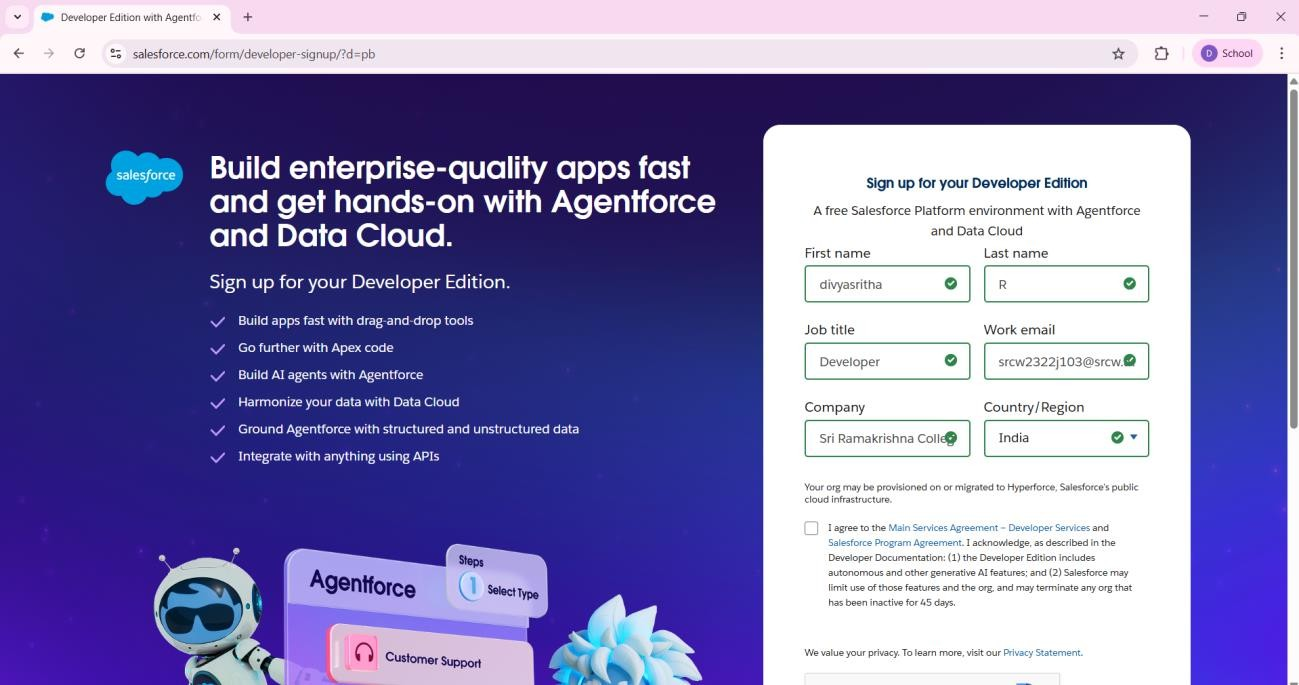 Developer Edition with Agentfo
salesforce.com/form/developer-signup/?d=pb
D School
salesforce
Build enterprise-quality apps fast
and get hands-on with Agentforce
and Data Cloud.
Sign up for your Developer Edition.
Build apps fast with drag-and-drop tools
Go further with Apex code
Build AI agents with Agentforce
Harmonize your data with Data Cloud
Ground Agentforce with structured and unstructured data
Integrate with anything using APIs
Agentforce
Steps
1 Select Type
Customer Support
Sign up for your Developer Edition
A free Salesforce Platform environment with Agentforce
and Data Cloud
First name Last name
divyasritha R
Job title Work email
Developer srcw2322j103@srcw.
Company Country/Region
Sri Ramakrishna Colleg India
Your org may be provisioned on or migrated to Hyperforce, Salesforce's public
cloud infrastructure.
I agree to the Main Services Agreement – Developer Services and
Salesforce Program Agreement. I acknowledge, as described in the
Developer Documentation: (1) the Developer Edition includes
autonomous and other generative AI features; and (2) Salesforce may
limit use of those features and the org, and may terminate any org that
has been inactive for 45 days.
We value your privacy. To learn more, visit our Privacy Statement.